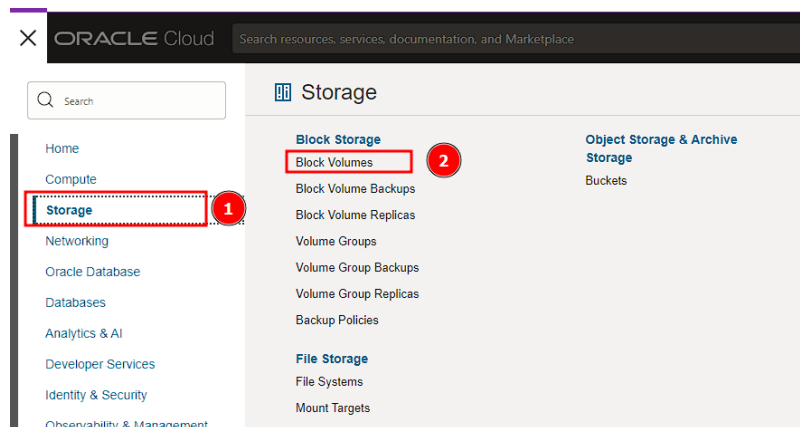 ORACLE Cloud
Search resources, services, documentation, and Marketplace
Search
Home
Compute
Storage
1
Networking
Oracle Database
Databases
Analytics & AI
Developer Services
Identity & Security
Observability & Management
Storage
Block Storage
Block Volumes
2
Block Volume Backups
Block Volume Replicas
Volume Groups
Volume Group Backups
Volume Group Replicas
Backup Policies
File Storage
File Systems
Mount Targets
Object Storage & Archive
Storage
Buckets